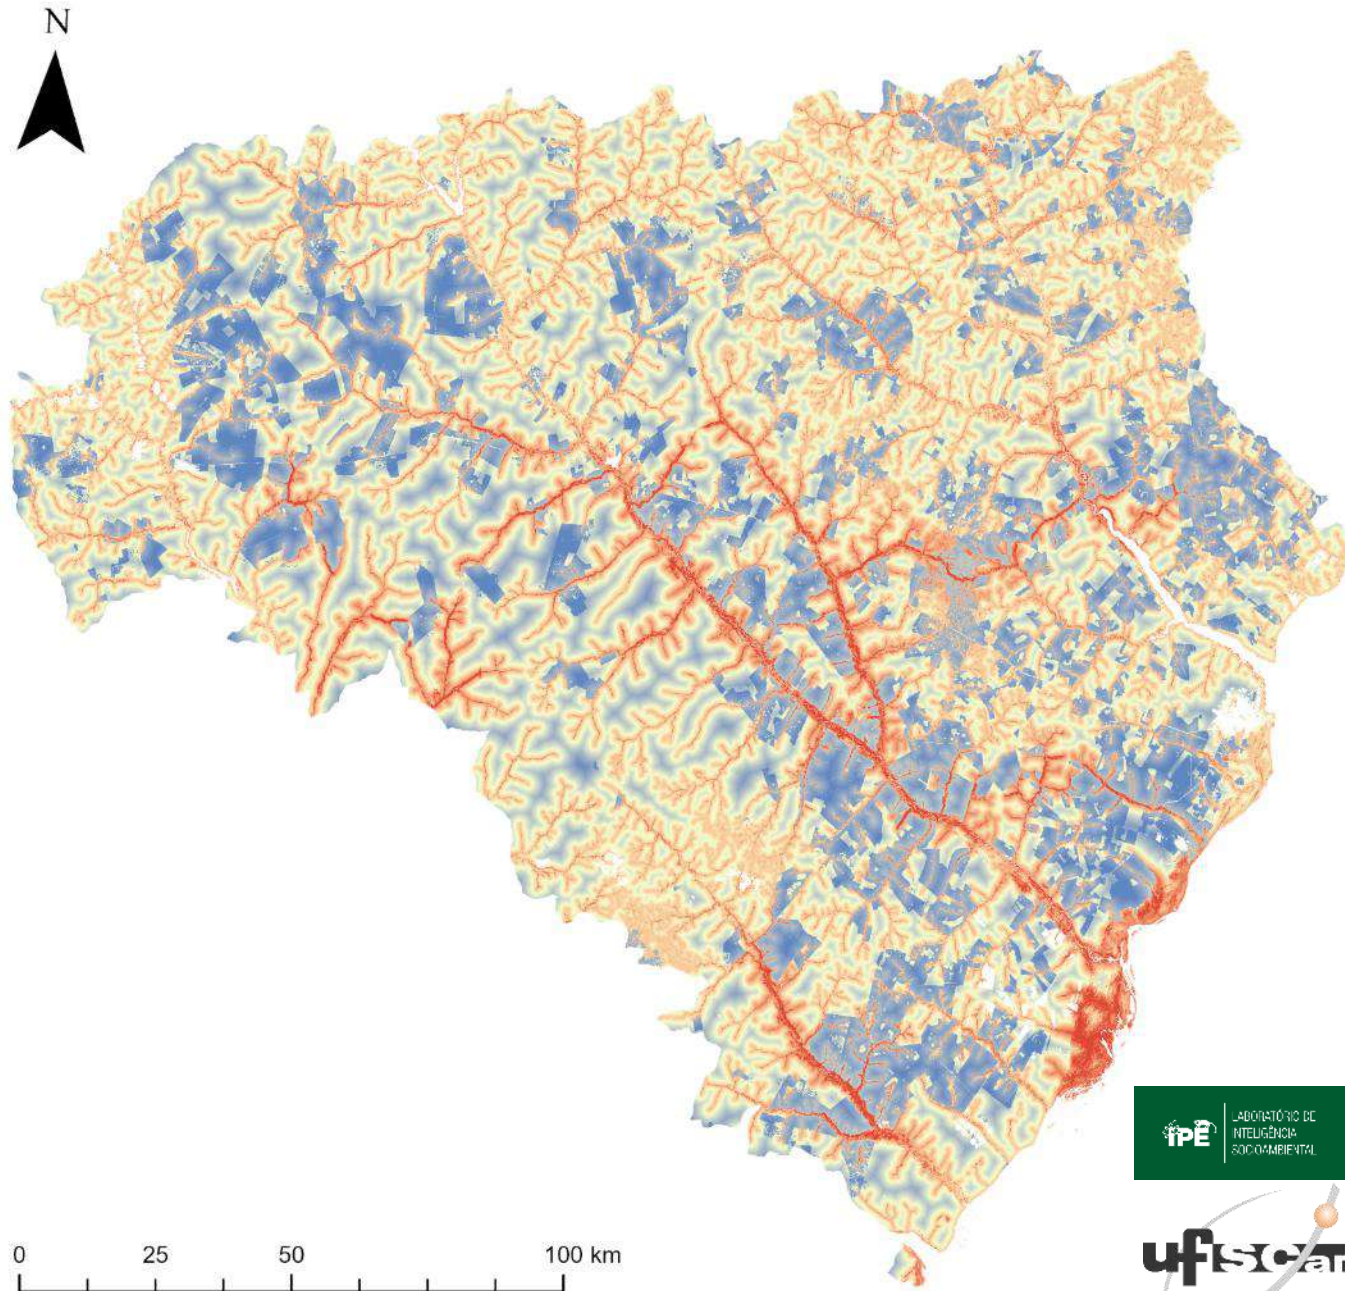 N
iPÊ
LABORATÓRIO DE
INTELIGÊNCIA
SOCIOAMBIENTAL
ufscar
0 25 50 100 km